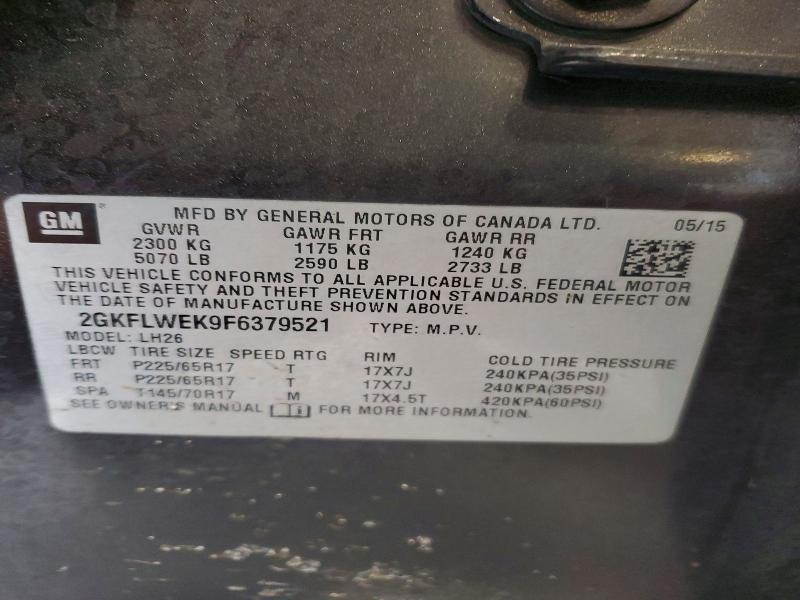 GM MFD BY GENERAL MOTORS OF CANADA LTD. 05/15
GVWR GAWR FRT GAWR RR
2300 KG 1175 KG 1240 KG
5070 LB 2590 LB 2733 LB
THIS VEHICLE CONFORMS TO ALL APPLICABLE U.S. FEDERAL MOTOR
VEHICLE SAFETY AND THEFT PREVENTION STANDARDS IN EFFECT ON
THE DATE OF MANUFACTURE SHOWN ABOVE.
2GKFLWEK9F6379521 TYPE: M.P.V.
MODEL: LH26
LBCW TIRE SIZE SPEED RTG RIM COLD TIRE PRESSURE
FRT P225/65R17 T 17X7J 240KPA(35PSI)
RR P225/65R17 T 17X7J 240KPA(35PSI)
SPA T145/70R17 M 17X4.5T 420KPA(60PSI)
SEE OWNER'S MANUAL FOR MORE INFORMATION.